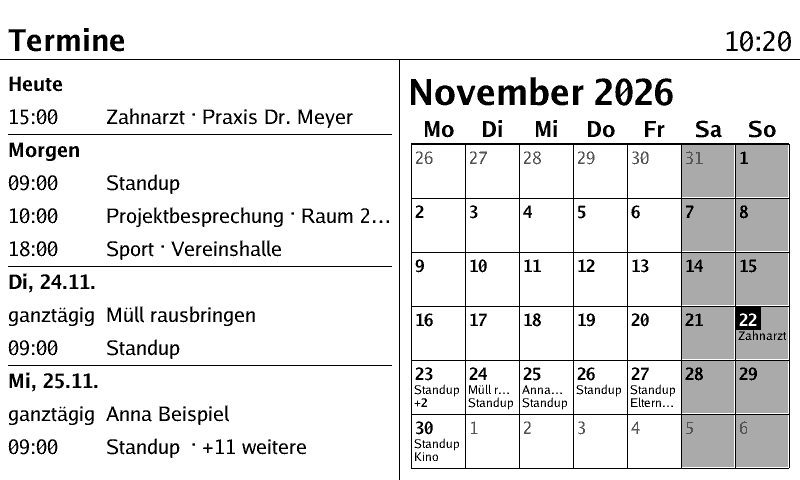 Termine
10:20
Heute
15:00 Zahnarzt · Praxis Dr. Meyer
Morgen
09:00 Standup
10:00 Projektbesprechung · Raum 2…
18:00 Sport · Vereinshalle
Di, 24.11.
ganztägig Müll rausbringen
09:00 Standup
Mi, 25.11.
ganztägig Anna Beispiel
09:00 Standup · +11 weitere
November 2026
Mo Di Mi Do Fr Sa So
26 27 28 29 30 31 1
2 3 4 5 6 7 8
9 10 11 12 13 14 15
16 17 18 19 20 21 22
Zahnarzt
23 24 25 26 27 28 29
Standup Müll r… Anna… Standup Standup
+2 Standup Standup Eltern…
30 1 2 3 4 5 6
Standup
Kino